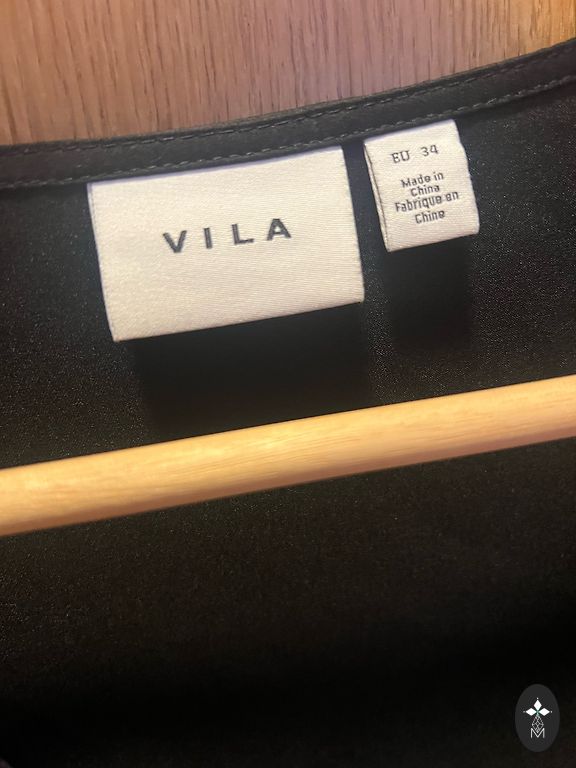 VILA
EU 34
Made in
China
Fabriqué en
Chine
M